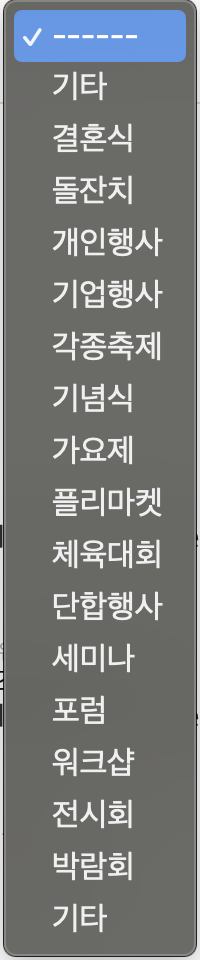 ------
기타
결혼식
돌잔치
개인행사
기업행사
각종축제
기념식
가요제
플리마켓
체육대회
단합행사
세미나
포럼
워크샵
전시회
박람회
기타